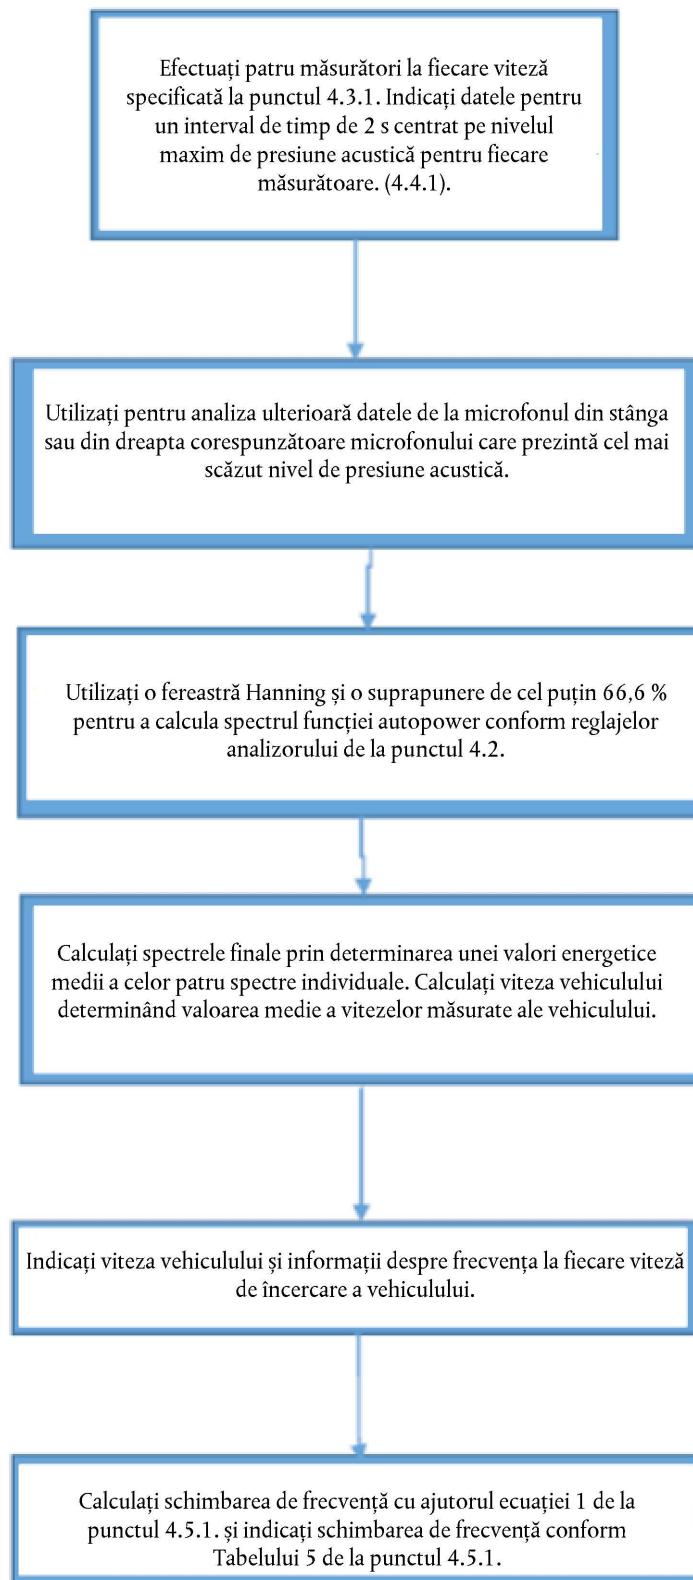 Efectuați patru măsurători la fiecare viteză
specificată la punctul 4.3.1. Indicați datele pentru
un interval de timp de 2 s centrat pe nivelul
maxim de presiune acustică pentru fiecare
măsurătoare. (4.4.1).
Utilizați pentru analiza ulterioară datele de la microfonul din stânga
sau din dreapta corespunzătoare microfonului care prezintă cel mai
scăzut nivel de presiune acustică.
Utilizați o fereastră Hanning și o suprapunere de cel puțin 66,6 %
pentru a calcula spectrul funcției autopower conform reglajelor
analizorului de la punctul 4.2.
Calculați spectrele finale prin determinarea unei valori energetice
medii a celor patru spectre individuale. Calculați viteza vehiculului
determinând valoarea medie a vitezelor măsurate ale vehiculului.
Indicați viteza vehiculului și informații despre frecvența la fiecare viteză
de încercare a vehiculului.
Calculați schimbarea de frecvență cu ajutorul ecuației 1 de la
punctul 4.5.1. și indicați schimbarea de frecvență conform
Tabelului 5 de la punctul 4.5.1.